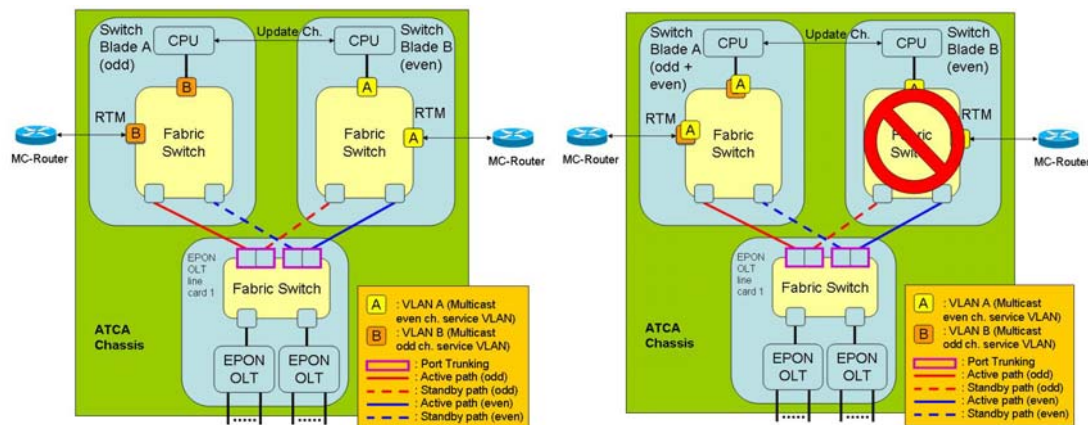 Switch
Blade A
(odd)
CPU
Update Ch.
CPU
Switch
Blade B
(even)
B
A
RTM
B
Fabric
Switch
RTM
Fabric
Switch
A
MC-Router
MC-Router
EPON
OLT
line
card 1
Fabric Switch
ATCA
Chassis
EPON
OLT
EPON
OLT
A : VLAN A (Multicast
even ch. service VLAN)
B : VLAN B (Multicast
odd ch. service VLAN)
: Port Trunking
: Active path (odd)
: Standby path (odd)
: Active path (even)
: Standby path (even)
Switch
Blade A
(odd +
even)
CPU
Update Ch.
CPU
Switch
Blade B
(even)
A
A
RTM
A
Fabric
Switch
RTM
Fabric
Switch
MC-Router
MC-Router
EPON
OLT
line
card 1
Fabric Switch
ATCA
Chassis
EPON
OLT
EPON
OLT
A : VLAN A (Multicast
even ch. service VLAN)
B : VLAN B (Multicast
odd ch. service VLAN)
: Port Trunking
: Active path (odd)
: Standby path (odd)
: Active path (even)
: Standby path (even)